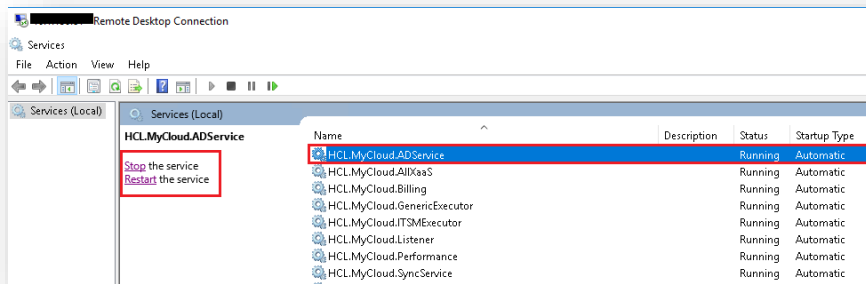 Remote Desktop Connection
Services
File Action View Help
Services (Local)
Services (Local)
HCL.MyCloud.ADService
Stop the service
Restart the service
Name Description Status Startup Type
HCL.MyCloud.ADService Running Automatic
HCL.MyCloud.AllXaaS Running Automatic
HCL.MyCloud.Billing Running Automatic
HCL.MyCloud.GenericExecutor Running Automatic
HCL.MyCloud.ITSMExecutor Running Automatic
HCL.MyCloud.Listener Running Automatic
HCL.MyCloud.Performance Running Automatic
HCL.MyCloud.SyncService Running Automatic